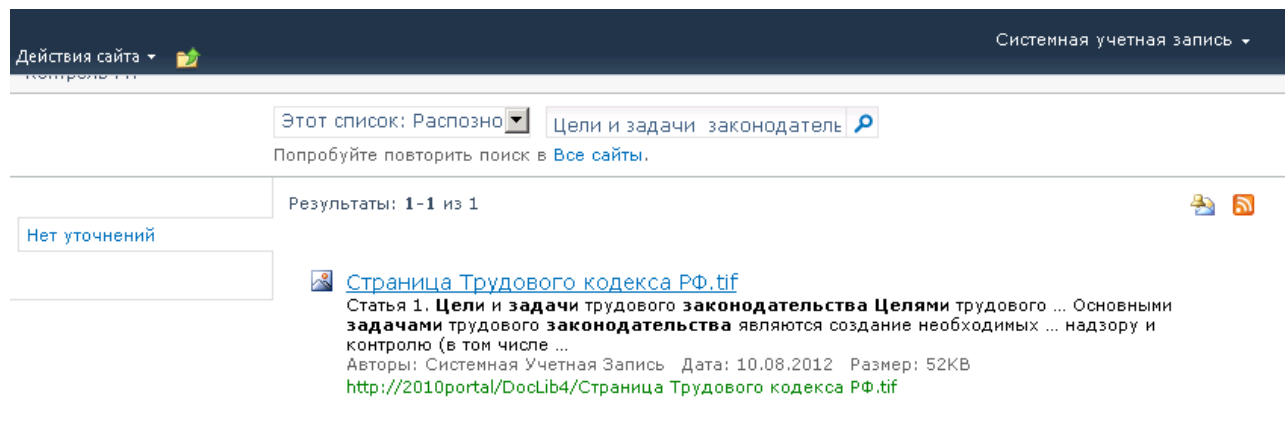 Системная учетная запись
Действия сайта
Этот список: Распозно
Цели и задачи законодатель
Попробуйте повторить поиск в Все сайты.
Результаты: 1-1 из 1
Нет уточнений
Страница Трудового кодекса РФ.tif
Статья 1. Цели и задачи трудового законодательства Целями трудового ... Основными
задачами трудового законодательства являются создание необходимых ... надзору и
контролю (в том числе ...
Авторы: Системная Учетная Запись Дата: 10.08.2012 Размер: 52KB
http://2010portal/DocLib4/Страница Трудового кодекса РФ.tif